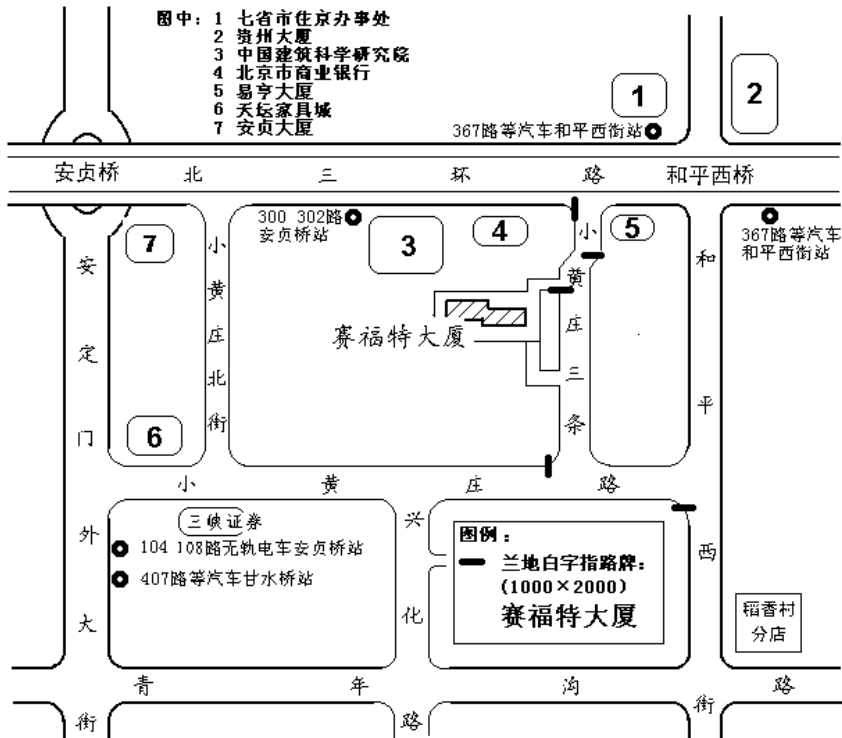 图中：1 七省市住京办事处
2 贵州大厦
3 中国建筑科学研究院
4 北京市商业银行
5 易亨大厦
6 天坛家具城
7 安贞大厦
1
2
367路等汽车和平西街站
安贞桥
北三环路
和平西桥
7
300 302路
安贞桥站
3
4
5
367路等汽车
和平西街站
小黄庄北街
小黄庄三条
安定门外大街
和平西街
赛福特大厦
6
小黄庄路
三峡证券
104 108路无轨电车安贞桥站
407路等汽车甘水桥站
兴化路
图例：
兰地白字指路牌：
(1000×2000)
赛福特大厦
稻香村
分店
青年沟路